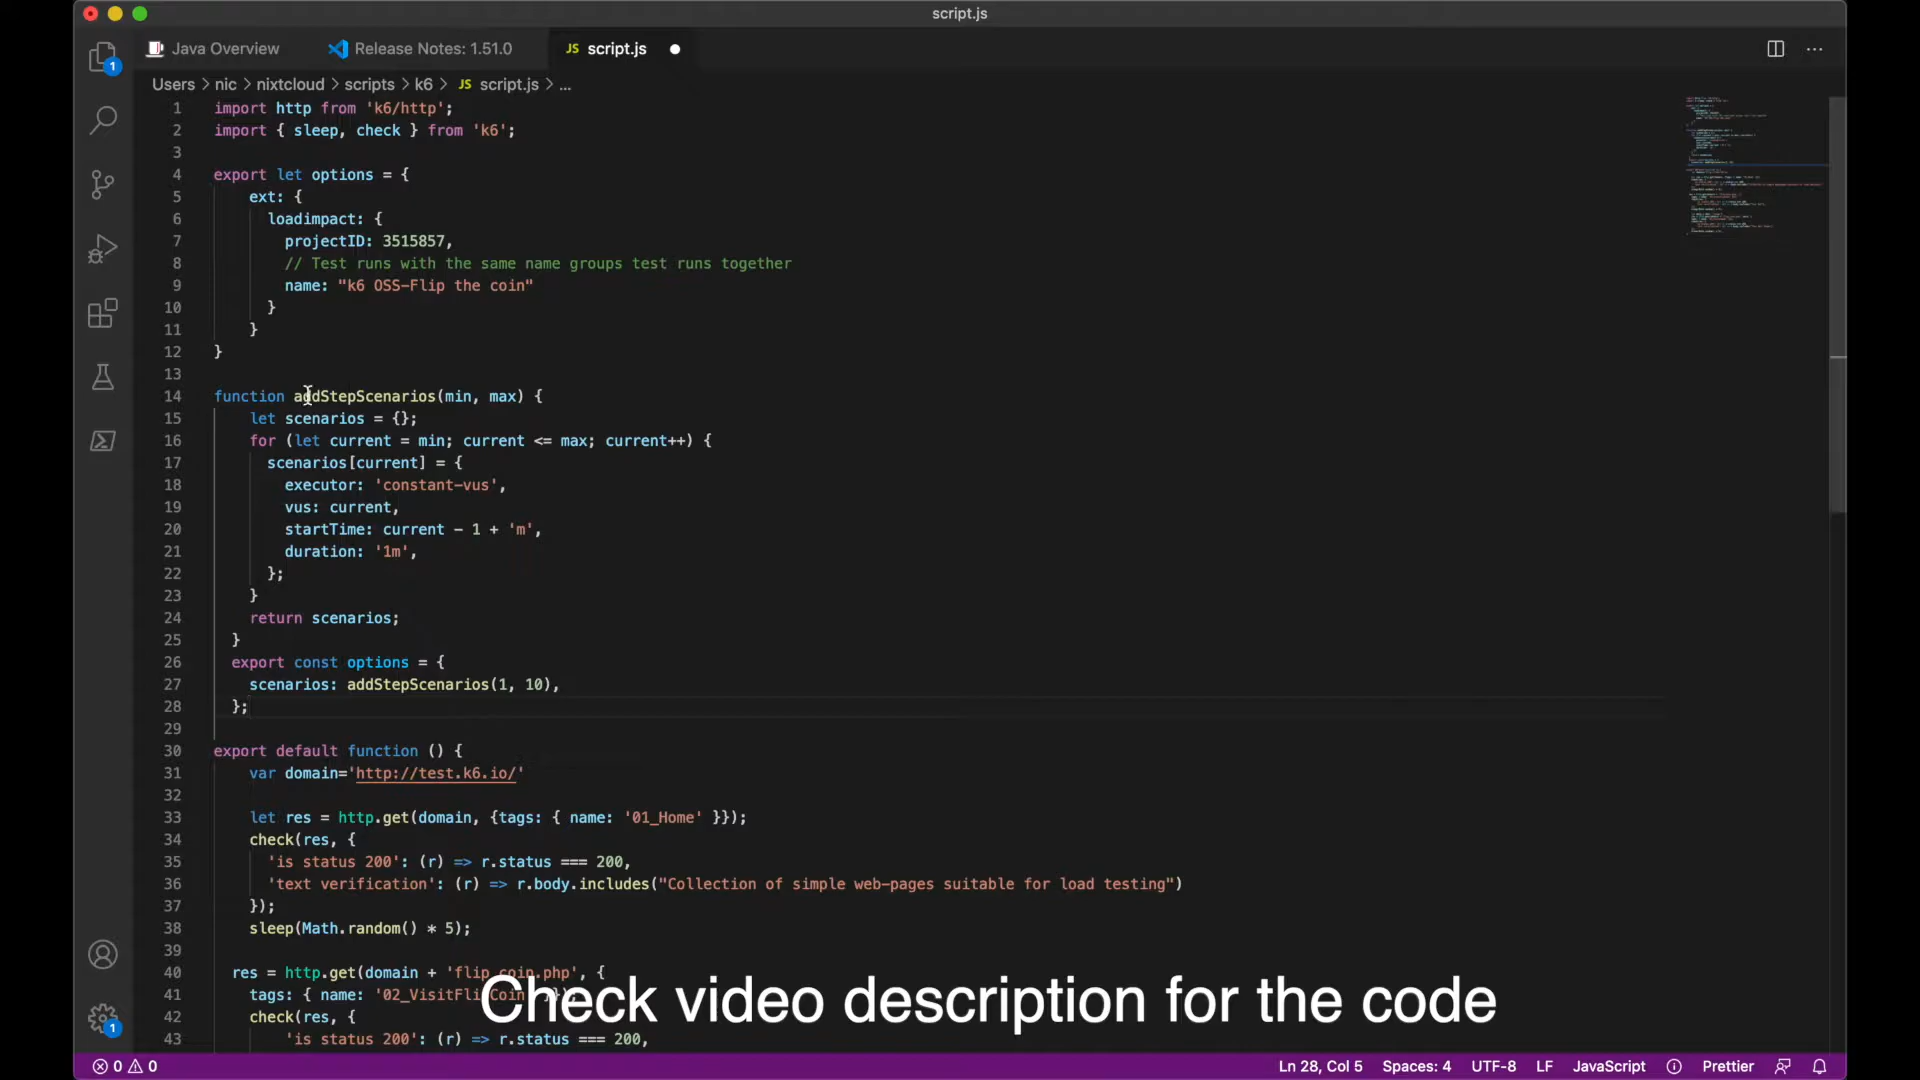 script.js
Java Overview
Release Notes: 1.51.0
JS script.js
Users > nic > nixtcloud > scripts > k6 > JS script.js > ...
1 import http from 'k6/http';
2 import { sleep, check } from 'k6';
3
4 export let options = {
5 ext: {
6 loadimpact: {
7 projectID: 3515857,
8 // Test runs with the same name groups test runs together
9 name: "k6 OSS-Flip the coin"
10 }
11 }
12 }
13
14 function addStepScenarios(min, max) {
15 let scenarios = {};
16 for (let current = min; current <= max; current++) {
17 scenarios[current] = {
18 executor: 'constant-vus',
19 vus: current,
20 startTime: current - 1 + 'm',
21 duration: '1m',
22 };
23 }
24 return scenarios;
25 }
26 export const options = {
27 scenarios: addStepScenarios(1, 10),
28 };
29
30 export default function () {
31 var domain='http://test.k6.io/'
32
33 let res = http.get(domain, {tags: { name: '01_Home' }});
34 check(res, {
35 'is status 200': (r) => r.status === 200,
36 'text verification': (r) => r.body.includes("Collection of simple web-pages suitable for load testing")
37 });
38 sleep(Math.random() * 5);
39
40 res = http.get(domain + 'flip_coin.php', {
41 tags: { name: '02_VisitFlipCoin' }});
42 check(res, {
43 'is status 200': (r) => r.status === 200,
Check video description for the code
1
1
0 0
Ln 28, Col 5 Spaces: 4 UTF-8 LF JavaScript Prettier